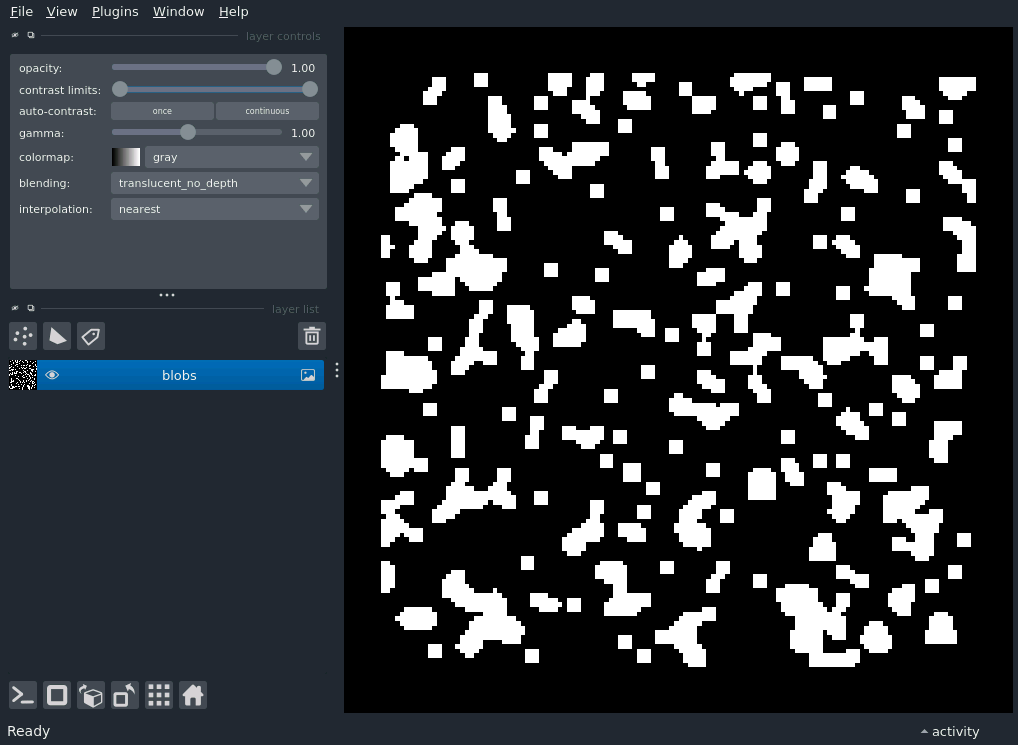 File View Plugins Window Help
layer controls
opacity: 1.00
contrast limits:
auto-contrast: once continuous
gamma: 1.00
colormap: gray
blending: translucent_no_depth
interpolation: nearest
layer list
blobs
Ready activity